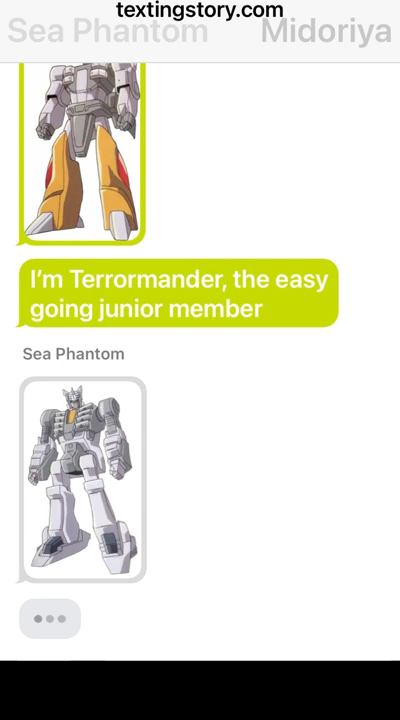 textingstory.com
Sea Phantom
Midoriya
I’m Terrormander, the easy
going junior member
Sea Phantom